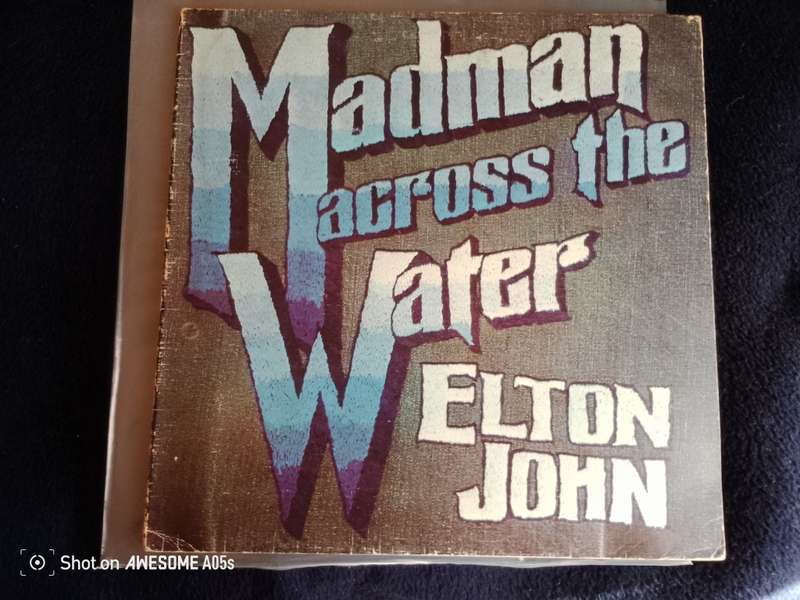 Madman
across the
Water
ELTON
JOHN
Shot on AWESOME A05s